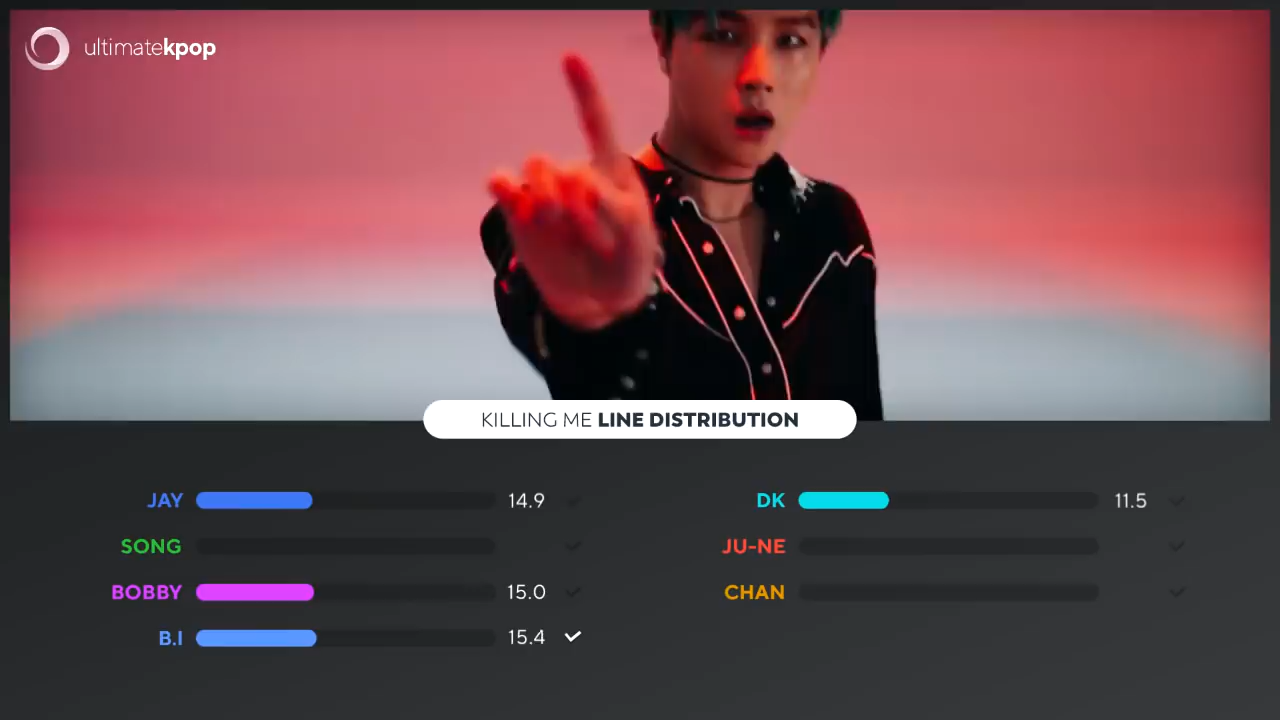 ultimatekpop
KILLING ME LINE DISTRIBUTION
JAY 14.9
SONG
BOBBY 15.0
B.I 15.4
DK 11.5
JU-NE
CHAN